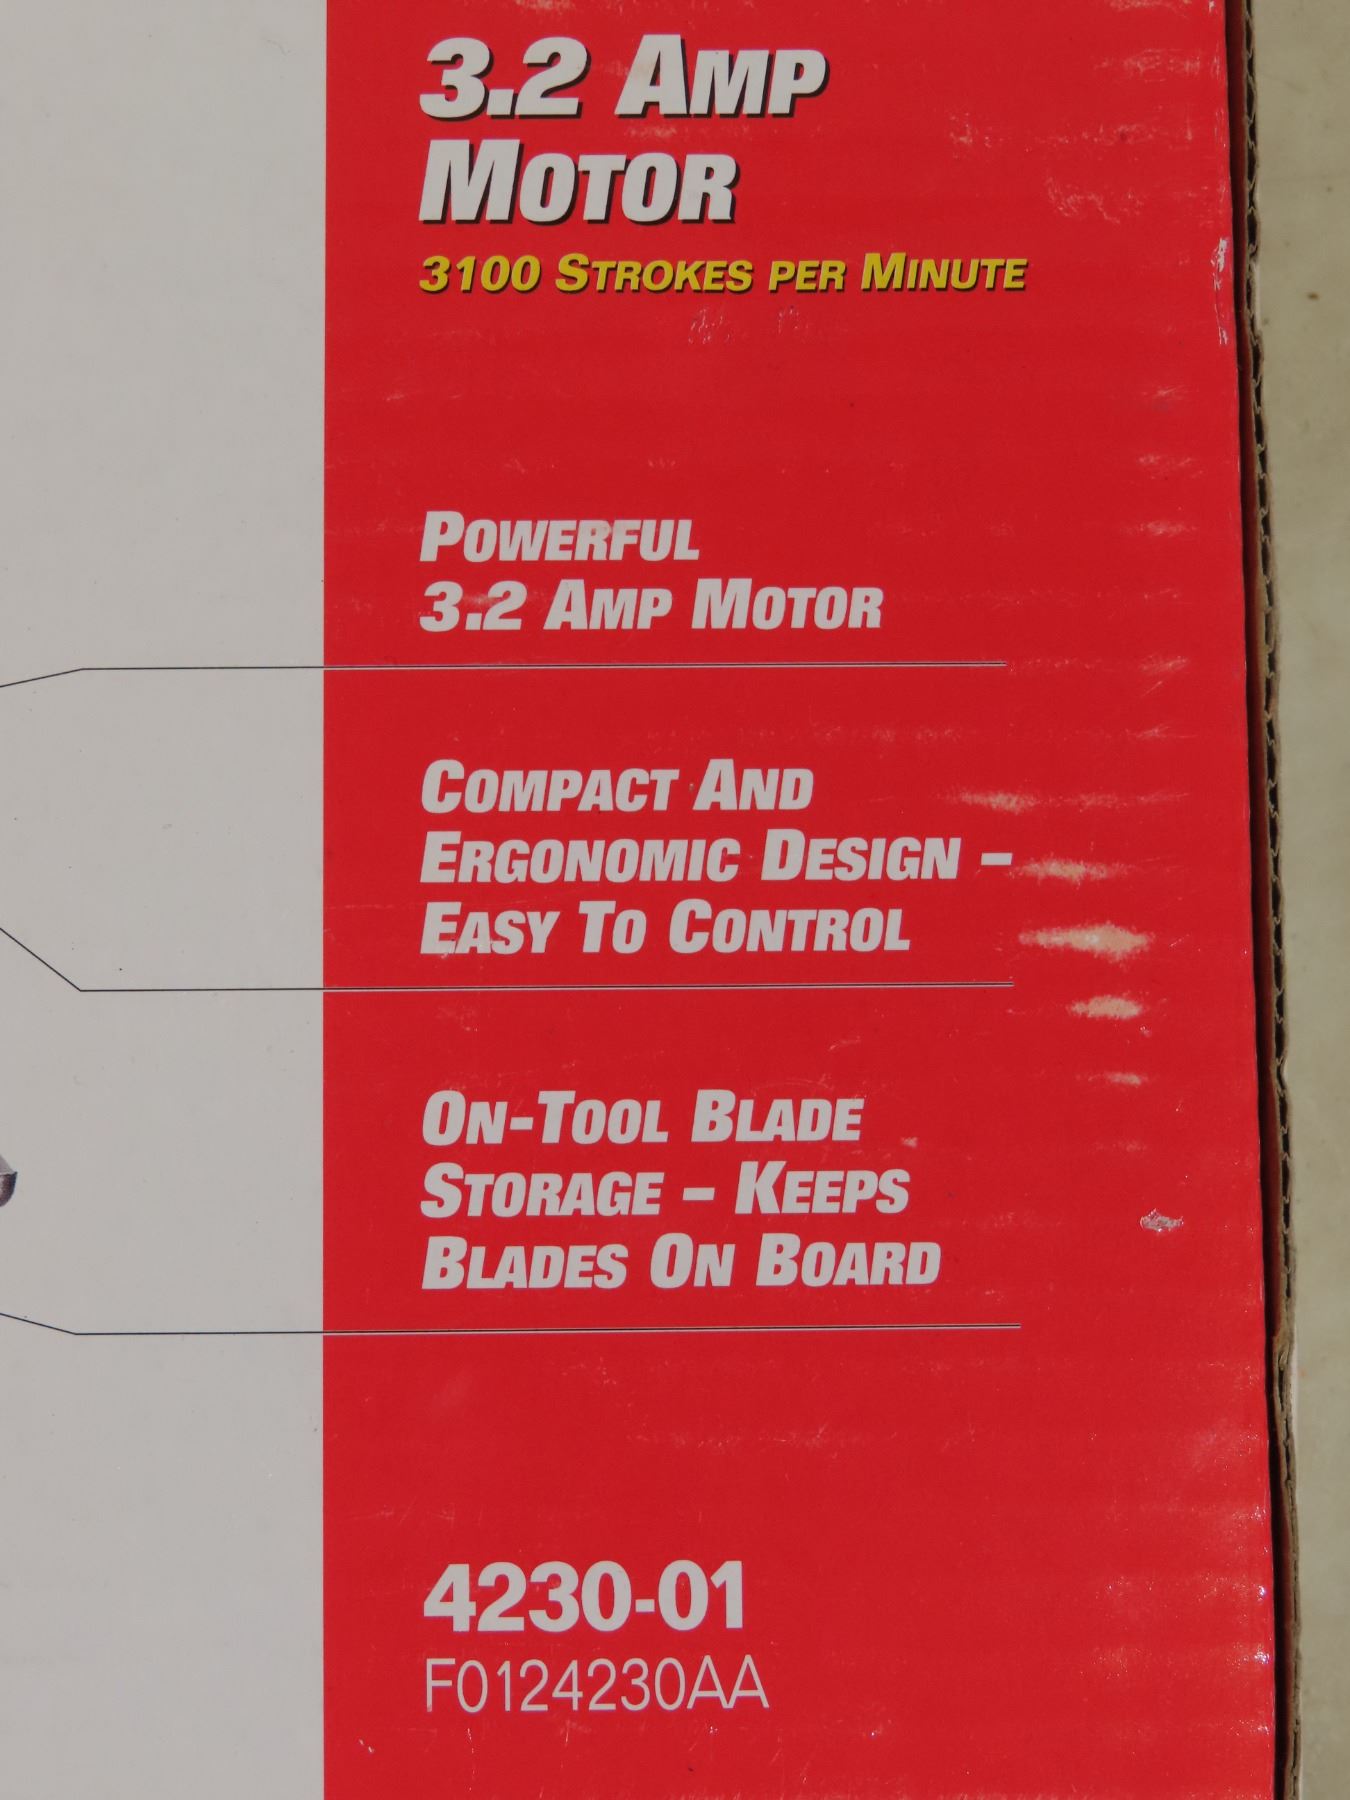 3.2 AMP
MOTOR
3100 STROKES PER MINUTE
POWERFUL
3.2 AMP MOTOR
COMPACT AND
ERGONOMIC DESIGN –
EASY TO CONTROL
ON-TOOL BLADE
STORAGE – KEEPS
BLADES ON BOARD
4230-01
F0124230AA